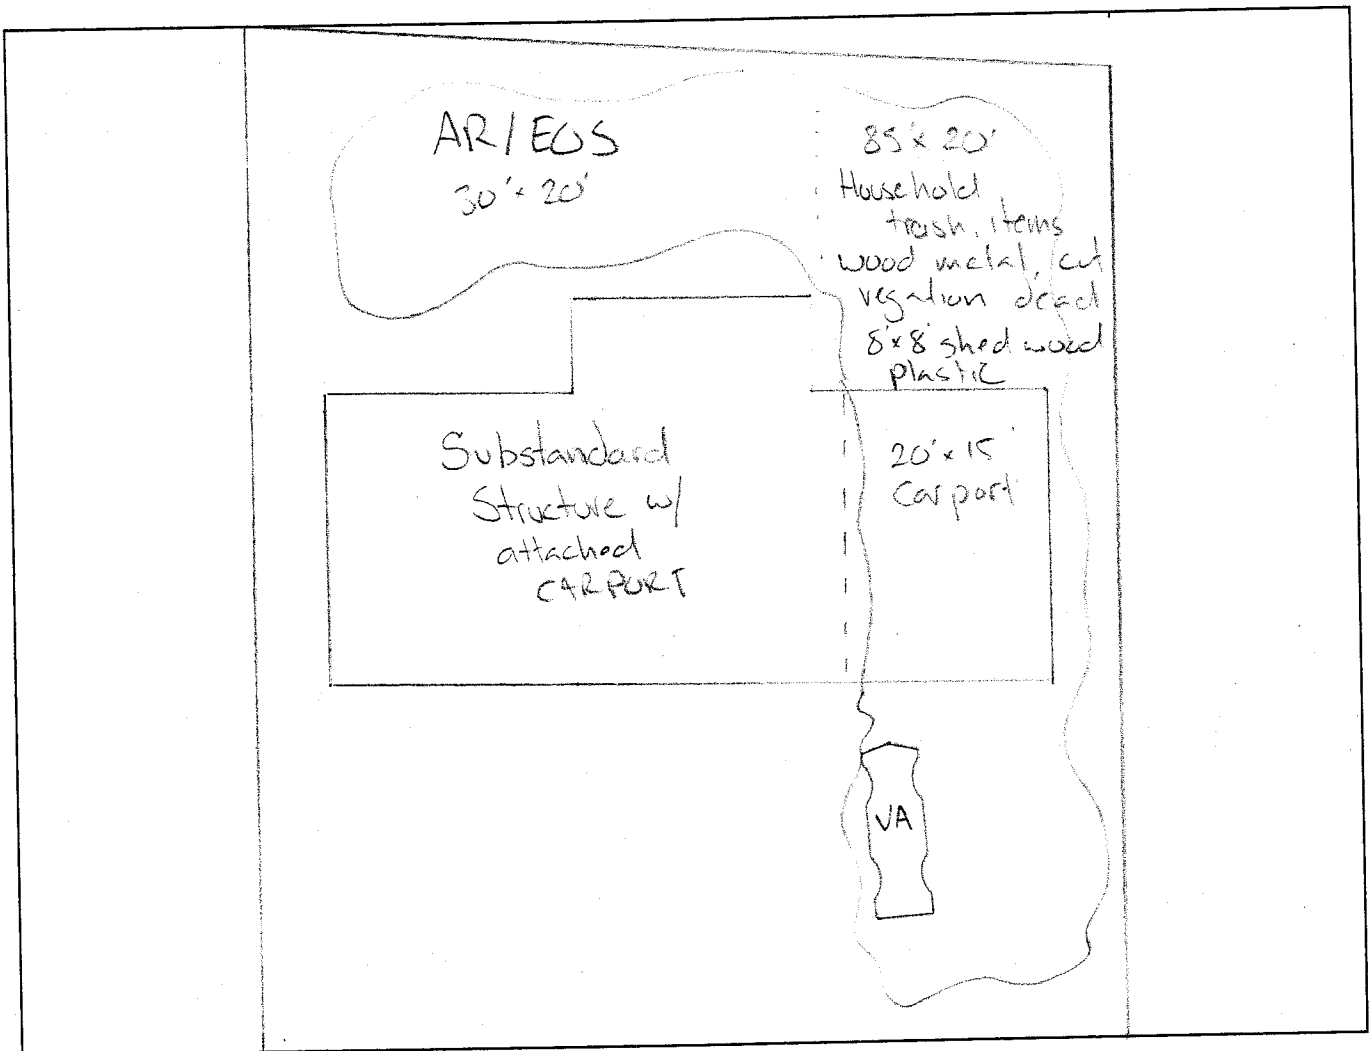 AR/EOS
30' x 20'
85' x 20'
Household
trash, items
wood metal, cut
vegation dead
8'x8' shed wood
plastic
Substandard
Structure w/
attached
CARPORT
20' x 15'
Carport
VA